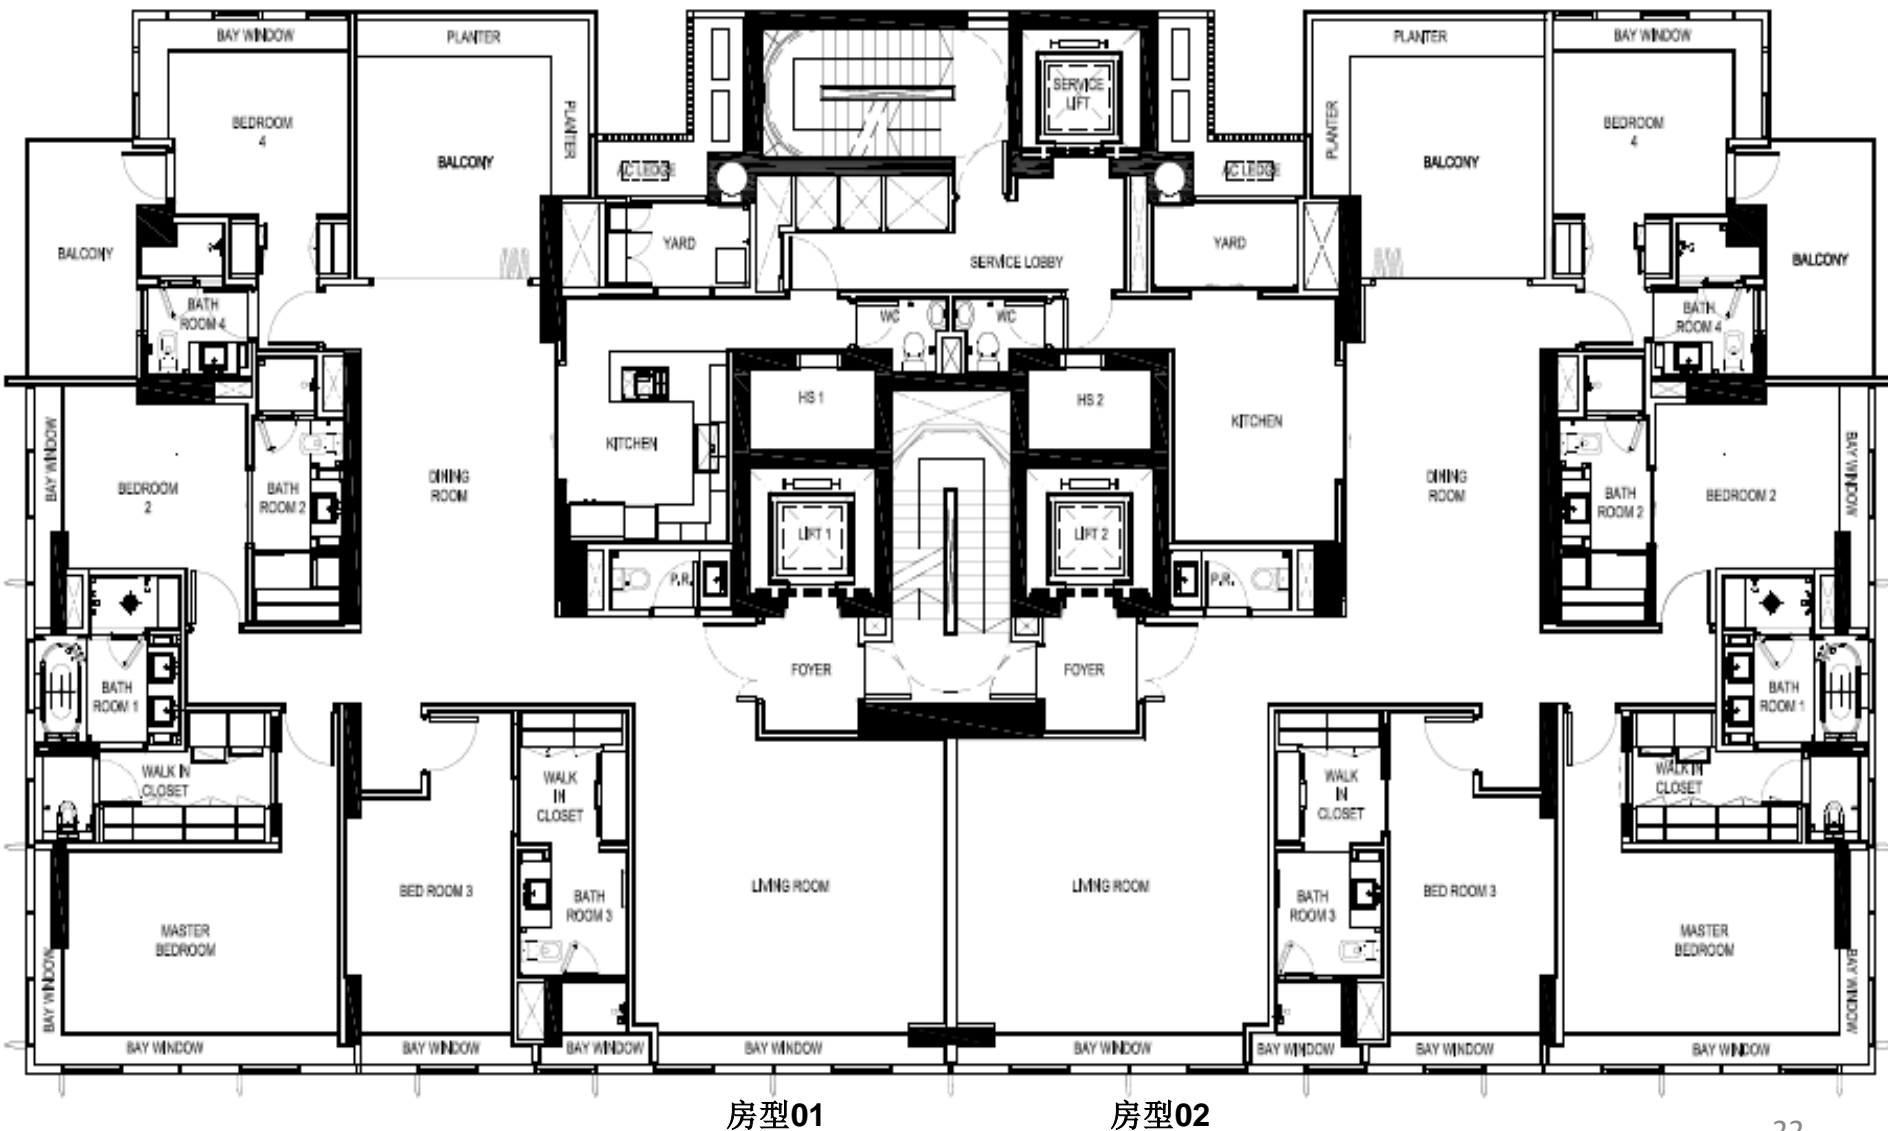 BAY WINDOW
PLANTER
PLANTER
BAY WINDOW
SERVICE
LIFT
BEDROOM
4
PLANTER
BALCONY
AC LEDGE
AC LEDGE
PLANTER
BALCONY
BEDROOM
4
BALCONY
YARD
SERVICE LOBBY
YARD
BALCONY
BATH
ROOM 4
WC
WC
BATH
ROOM 4
HS 1
HS 2
BAY WINDOW
BEDROOM
2
BATH
ROOM 2
DINING
ROOM
KITCHEN
KITCHEN
DINING
ROOM
BATH
ROOM 2
BEDROOM 2
BAY WINDOW
LIFT 1
LIFT 2
P.R.
P.R.
BATH
ROOM 1
FOYER
FOYER
BATH
ROOM 1
WALK IN
CLOSET
WALK
IN
CLOSET
WALK
IN
CLOSET
WALK IN
CLOSET
BED ROOM 3
BATH
ROOM 3
LIVING ROOM
LIVING ROOM
BATH
ROOM 3
BED ROOM 3
MASTER
BEDROOM
MASTER
BEDROOM
BAY WINDOW
BAY WINDOW
BAY WINDOW
BAY WINDOW
BAY WINDOW
BAY WINDOW
BAY WINDOW
BAY WINDOW
BAY WINDOW
BAY WINDOW
BAY WINDOW
房型01
房型02
22